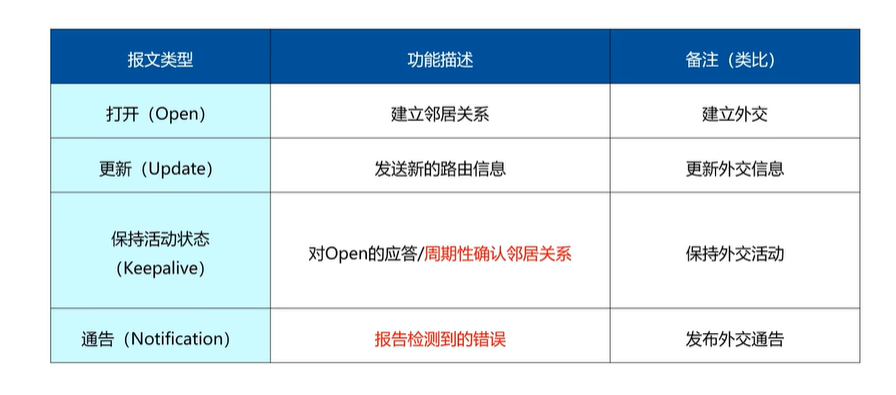 报文类型 功能描述 备注（类比）
打开（Open） 建立邻居关系 建立外交
更新（Update） 发送新的路由信息 更新外交信息
保持活动状态
（Keepalive） 对Open的应答/周期性确认邻居关系 保持外交活动
通告（Notification） 报告检测到的错误 发布外交通告